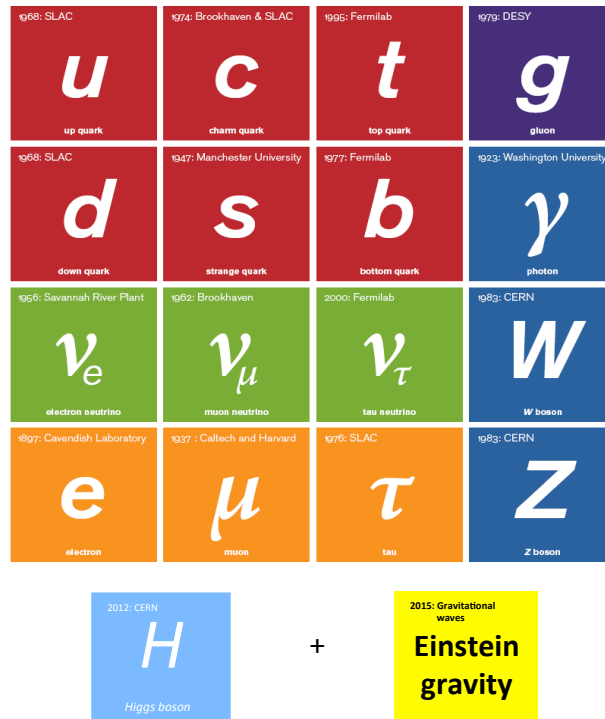 1968: SLAC
u
up quark
1974: Brookhaven & SLAC
c
charm quark
1995: Fermilab
t
top quark
1979: DESY
g
gluon
1968: SLAC
d
down quark
1947: Manchester University
s
strange quark
1977: Fermilab
b
bottom quark
1923: Washington University
γ
photon
1956: Savannah River Plant
νe
electron neutrino
1962: Brookhaven
νμ
muon neutrino
2000: Fermilab
ντ
tau neutrino
1983: CERN
W
W boson
1897: Cavendish Laboratory
e
electron
1937 : Caltech and Harvard
μ
muon
1976: SLAC
τ
tau
1983: CERN
Z
Z boson
2012: CERN
H
Higgs boson
+
2015: Gravitational
waves
Einstein
gravity